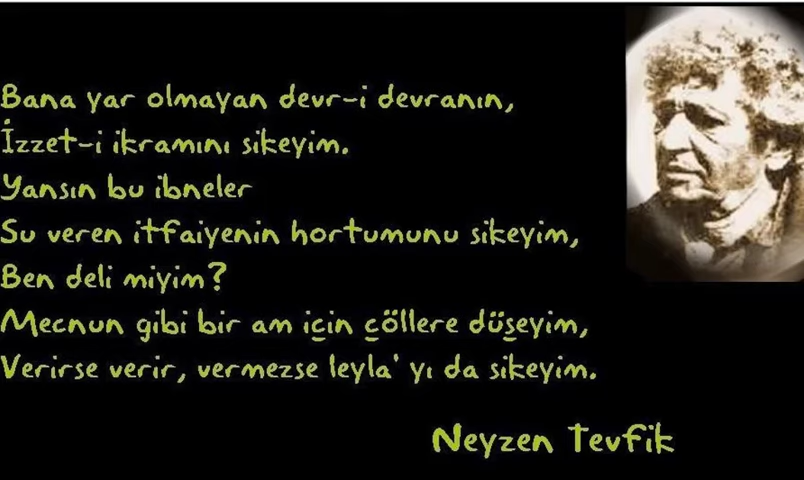 Bana yar olmayan devr-i devranın,
İzzet-i ikramını sikeyim.
Yansın bu ibneler
Su veren itfaiyenin hortumunu sikeyim,
Ben deli miyim?
Mecnun gibi bir am için çöllere düşeyim,
Verirse verir, vermezse leyla' yı da sikeyim.
Neyzen Tevfik